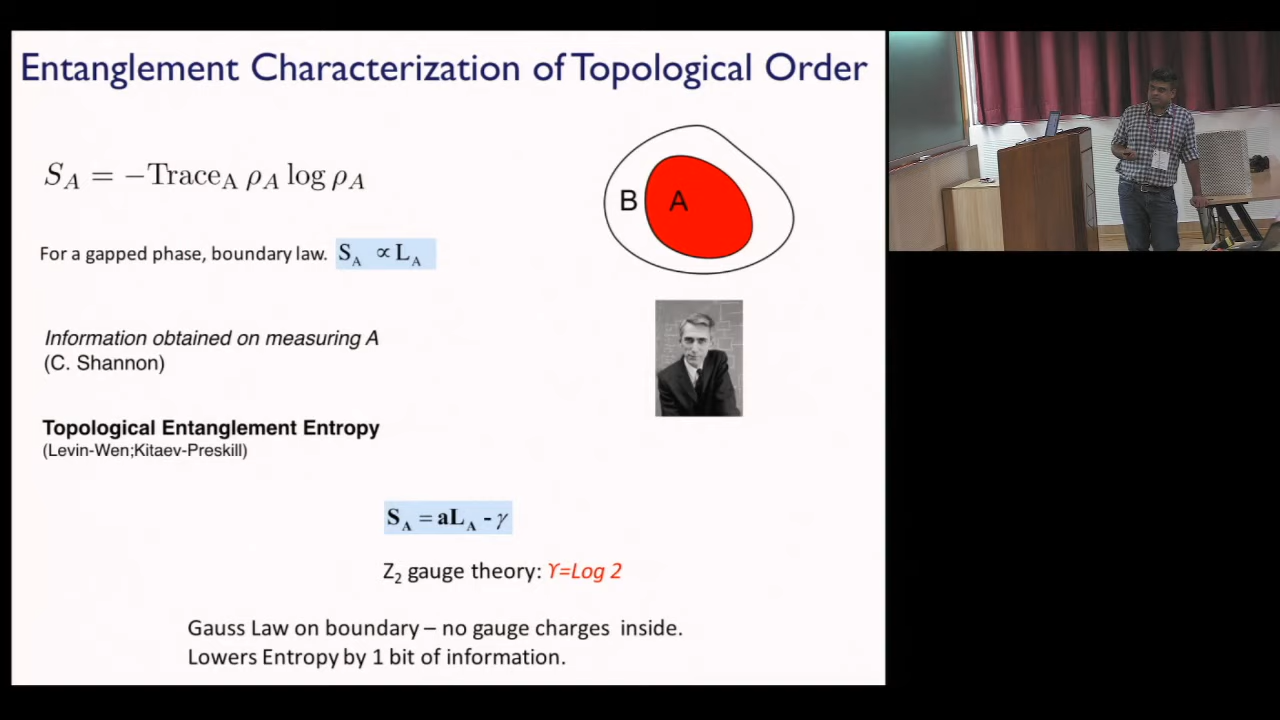 Entanglement Characterization of Topological Order
S_A = −Trace_A ρ_A log ρ_A
B A
For a gapped phase, boundary law. S_A ∝ L_A
Information obtained on measuring A
(C. Shannon)
Topological Entanglement Entropy
(Levin-Wen;Kitaev-Preskill)
S_A = aL_A - γ
Z₂ gauge theory: ϒ=Log 2
Gauss Law on boundary – no gauge charges inside.
Lowers Entropy by 1 bit of information.